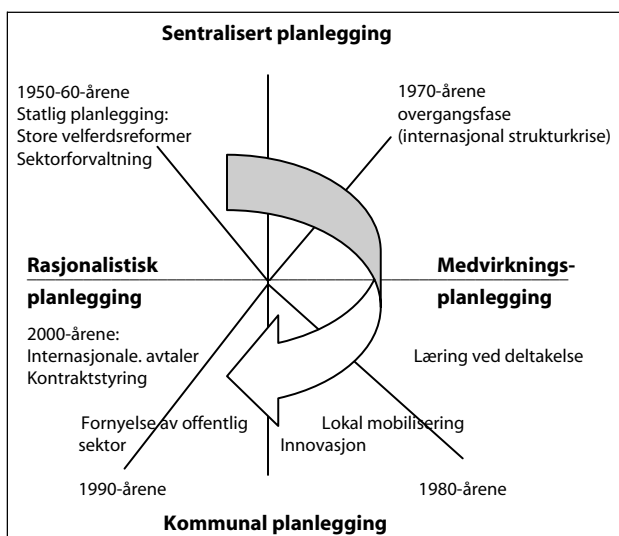 Sentralisert planlegging
1950-60-årene
Statlig planlegging:
Store velferdsreformer
Sektorforvaltning
1970-årene
overgangsfase
(internasjonal strukturkrise)
Rasjonalistisk
planlegging
Medvirknings-
planlegging
2000-årene:
Internasjonale. avtaler
Kontraktstyring
Læring ved deltakelse
Fornyelse av offentlig
sektor
Lokal mobilisering
Innovasjon
1990-årene
1980-årene
Kommunal planlegging